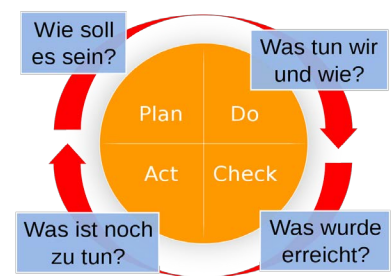 Wie soll
es sein?
Was tun wir
und wie?
Plan
Do
Act
Check
Was ist noch
zu tun?
Was wurde
erreicht?